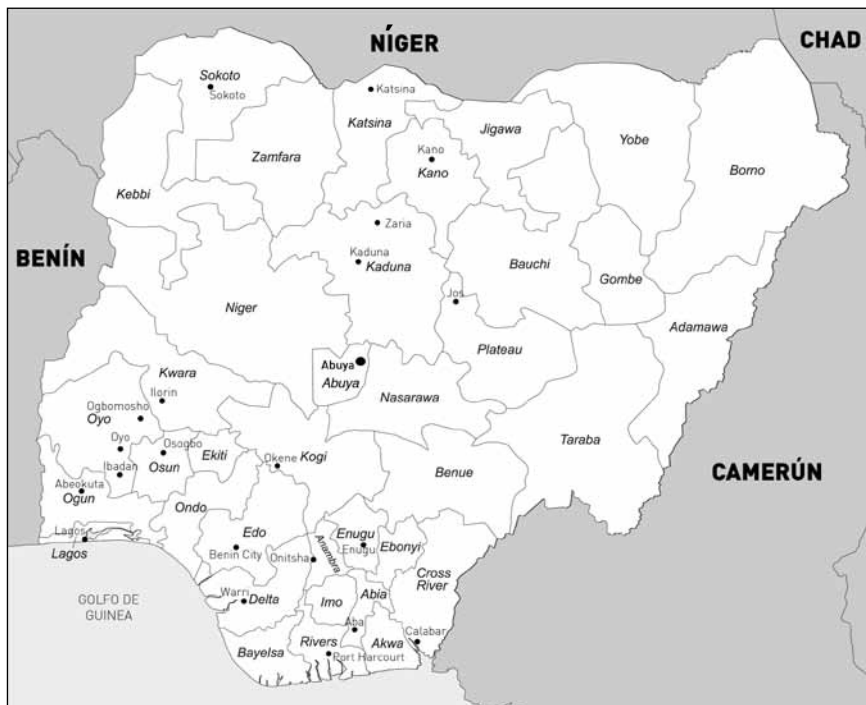 NÍGER
CHAD
Sokoto
Sokoto
Katsina
Katsina
Jigawa
Yobe
Zamfara
Kano
Kano
Borno
Kebbi
Zaria
BENÍN
Kaduna
Kaduna
Bauchi
Gombe
Niger
Jos
Adamawa
Plateau
Abuya
Abuya
Kwara
Nasarawa
Ilorin
Ogbomosho
Oyo
Taraba
Oyo
Osogbo
Osun
Ekiti
Okene
Kogi
Ibadan
Benue
CAMERÚN
Abeokuta
Ogun
Ondo
Edo
Enugu
Enugu
Ebonyi
Lagos
Lagos
Benin City
Onitsha
Anambra
Cross
River
GOLFO DE
GUINEA
Warri
Delta
Imo
Abia
Aba
Bayelsa
Rivers
Akwa
Calabar
Port Harcourt